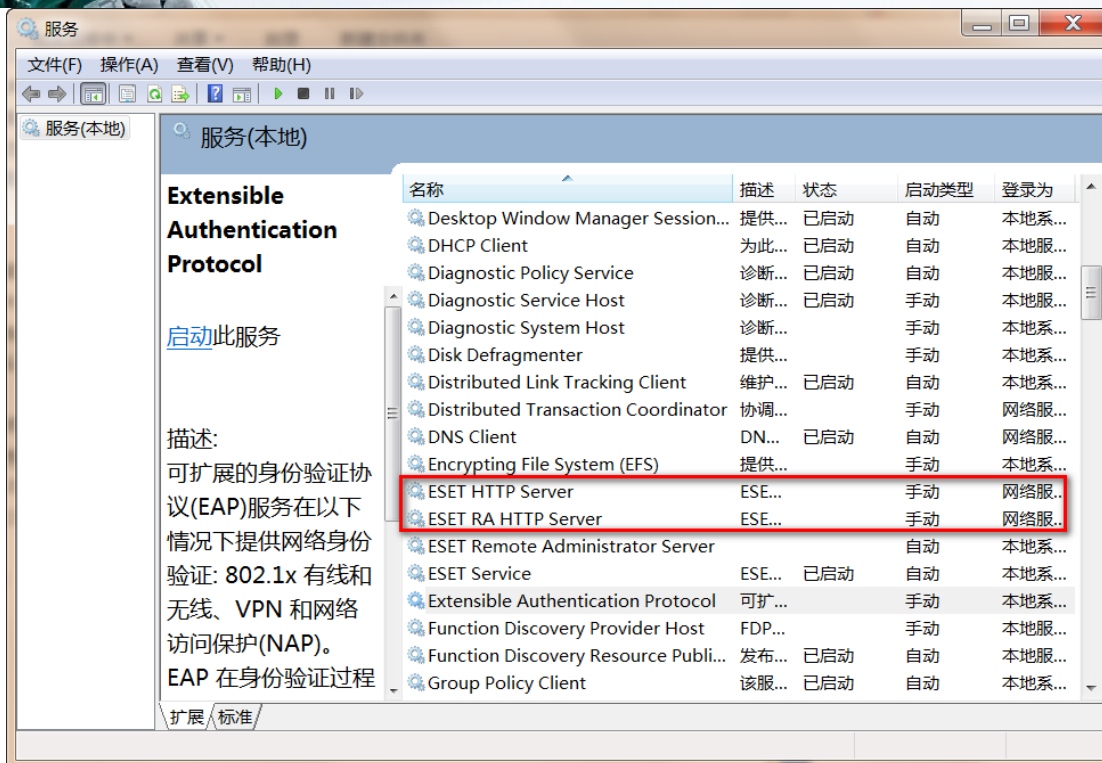 服务
文件(F) 操作(A) 查看(V) 帮助(H)
服务(本地)
服务(本地)
Extensible
Authentication
Protocol
启动此服务
描述:
可扩展的身份验证协
议(EAP)服务在以下
情况下提供网络身份
验证: 802.1x 有线和
无线、VPN 和网络
访问保护(NAP)。
EAP 在身份验证过程
名称 描述 状态 启动类型 登录为
Desktop Window Manager Session... 提供... 已启动 自动 本地系...
DHCP Client 为此... 已启动 自动 本地服...
Diagnostic Policy Service 诊断... 已启动 自动 本地服...
Diagnostic Service Host 诊断... 已启动 手动 本地服...
Diagnostic System Host 诊断... 手动 本地系...
Disk Defragmenter 提供... 手动 本地系...
Distributed Link Tracking Client 维护... 已启动 自动 本地系...
Distributed Transaction Coordinator 协调... 手动 网络服...
DNS Client DN... 已启动 自动 网络服...
Encrypting File System (EFS) 提供... 手动 本地系...
ESET HTTP Server ESE... 手动 网络服...
ESET RA HTTP Server ESE... 手动 网络服...
ESET Remote Administrator Server 自动 本地系...
ESET Service ESE... 已启动 自动 本地系...
Extensible Authentication Protocol 可扩... 手动 本地系...
Function Discovery Provider Host FDP... 手动 本地服...
Function Discovery Resource Publi... 发布... 已启动 自动 本地服...
Group Policy Client 该服... 已启动 自动 本地系...
扩展 标准